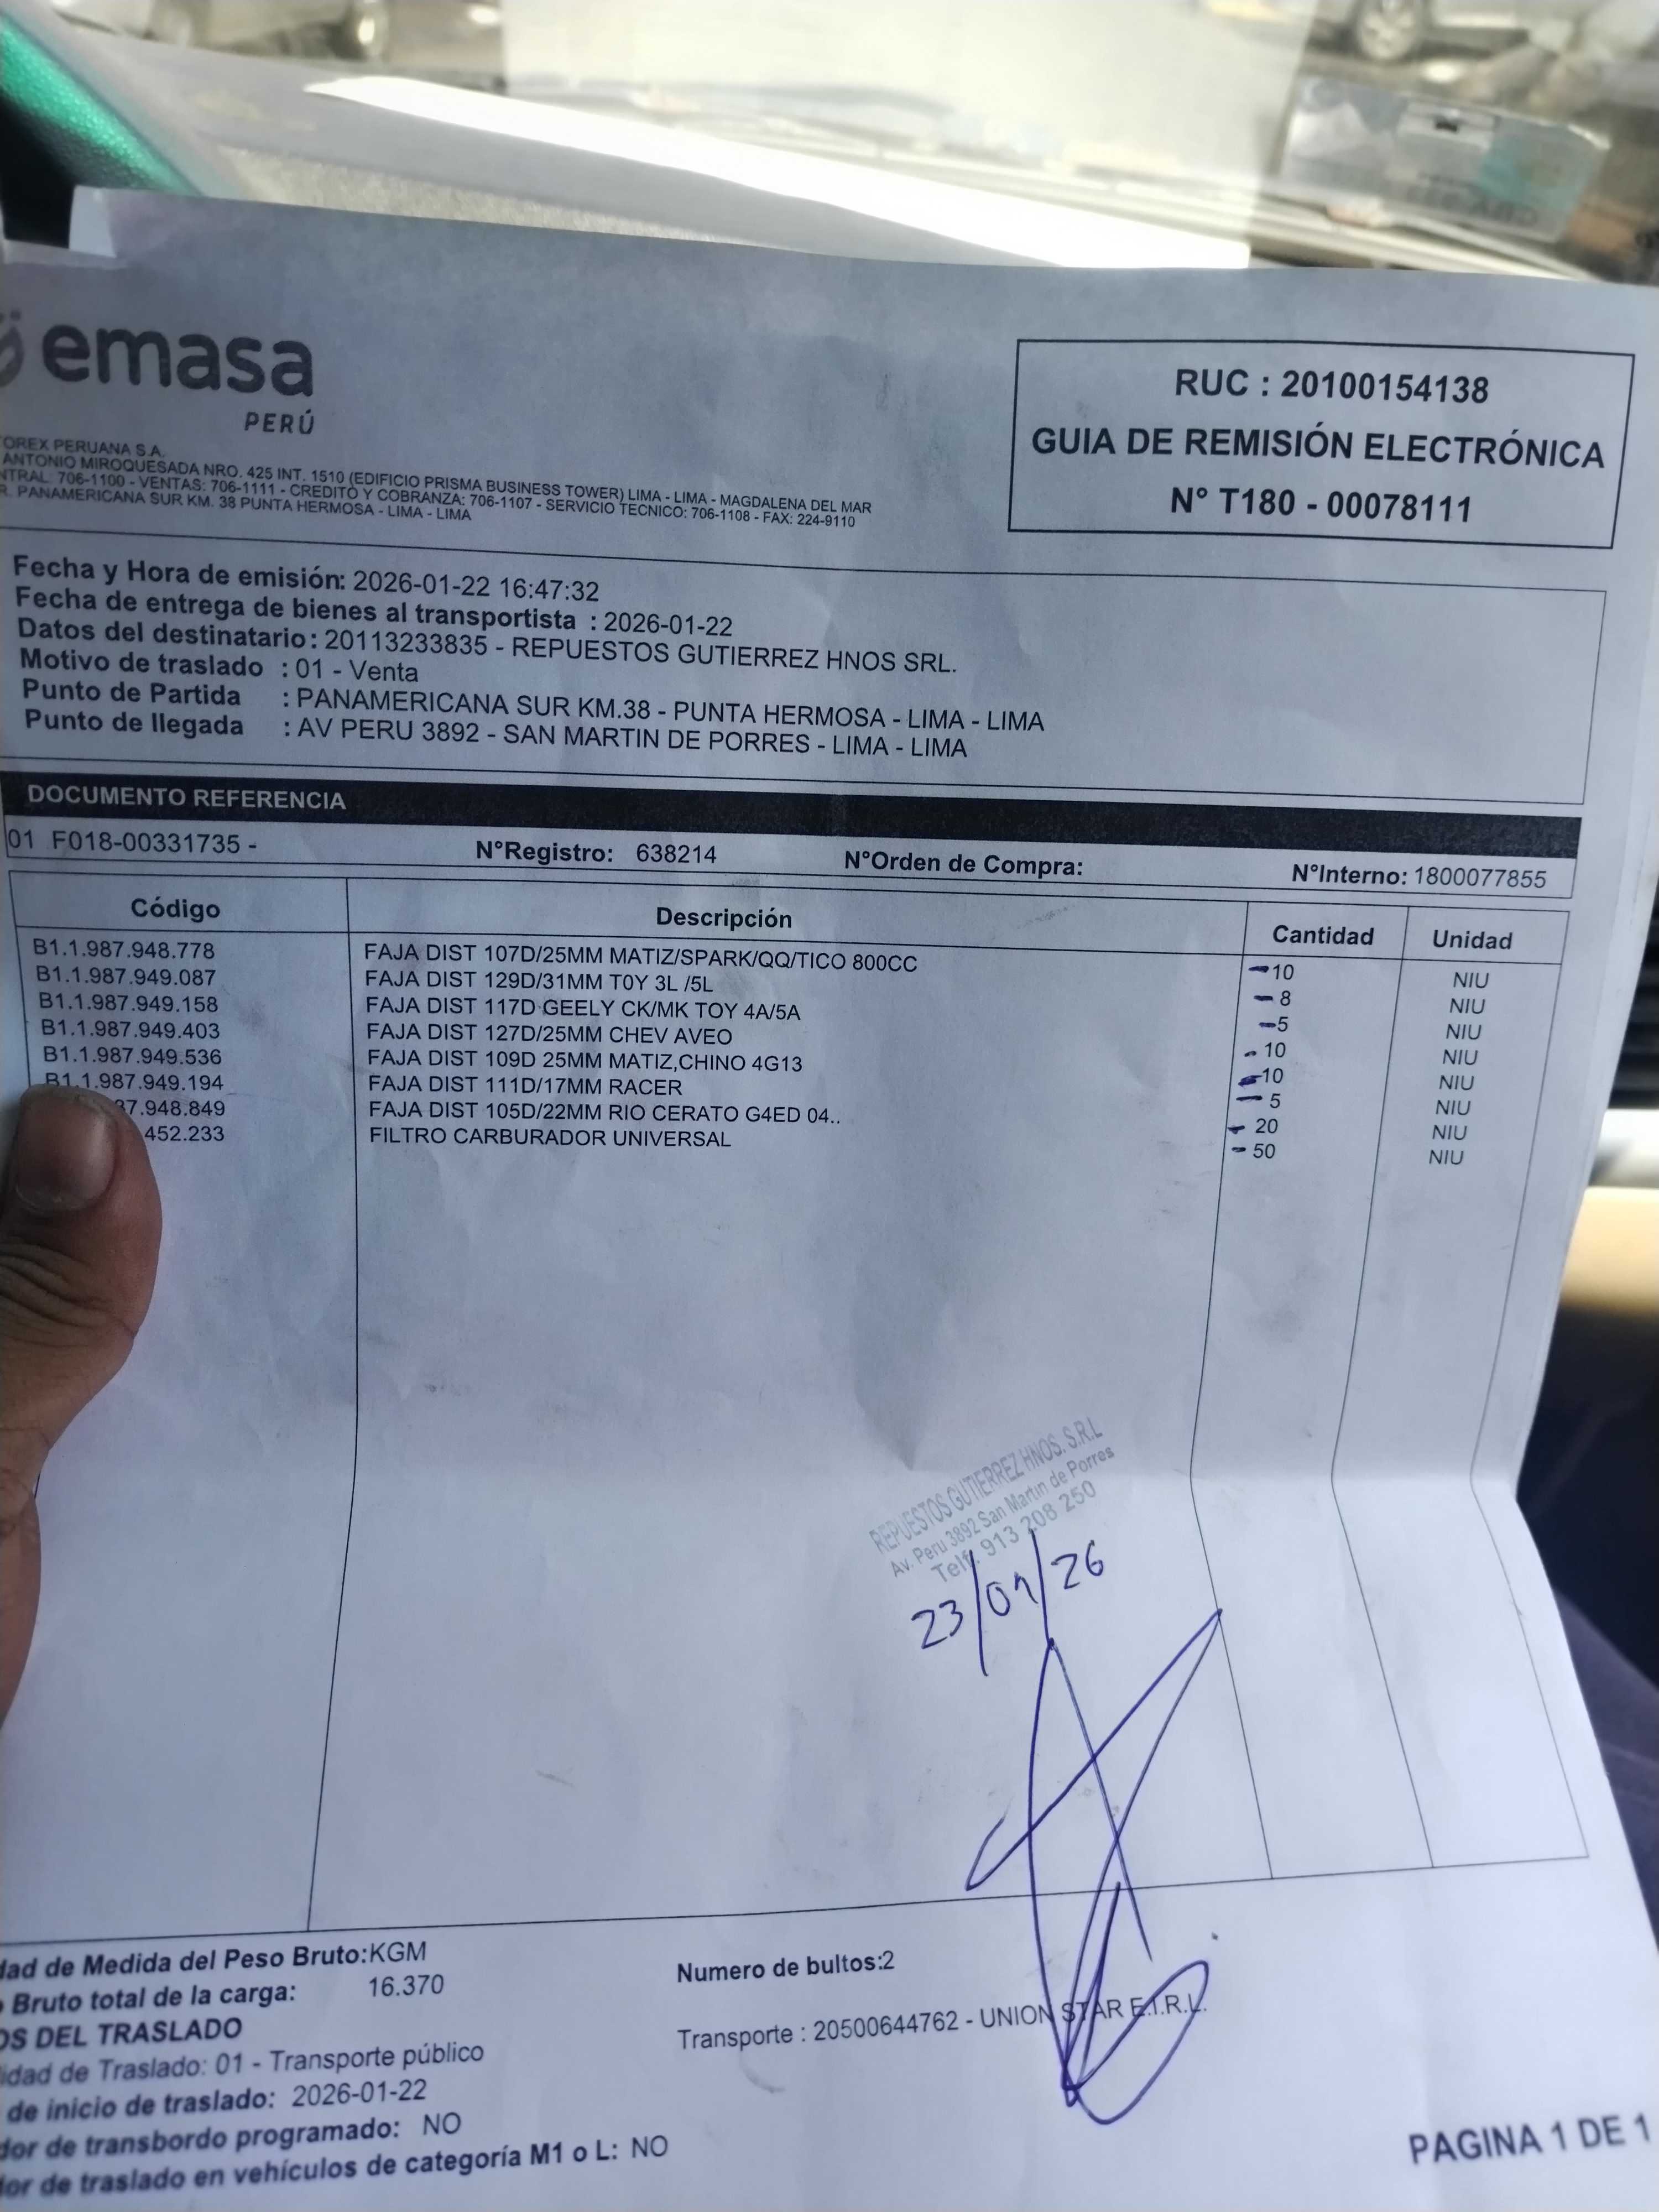 emasa
PERÚ
OREX PERUANA S.A.
ANTONIO MIROQUESADA NRO. 425 INT. 1510 (EDIFICIO PRISMA BUSINESS TOWER) LIMA - LIMA - MAGDALENA DEL MAR
NTRAL: 706-1100 - VENTAS: 706-1111 - CREDITO Y COBRANZA: 706-1107 - SERVICIO TECNICO: 706-1108 - FAX: 224-9110
R. PANAMERICANA SUR KM. 38 PUNTA HERMOSA - LIMA - LIMA
RUC : 20100154138
GUIA DE REMISIÓN ELECTRÓNICA
N° T180 - 00078111
Fecha y Hora de emisión: 2026-01-22 16:47:32
Fecha de entrega de bienes al transportista : 2026-01-22
Datos del destinatario: 20113233835 - REPUESTOS GUTIERREZ HNOS SRL.
Motivo de traslado : 01 - Venta
Punto de Partida : PANAMERICANA SUR KM.38 - PUNTA HERMOSA - LIMA - LIMA
Punto de llegada : AV PERU 3892 - SAN MARTIN DE PORRES - LIMA - LIMA
DOCUMENTO REFERENCIA
01 F018-00331735 - N°Registro: 638214 N°Orden de Compra: N°Interno: 1800077855
Código Descripción Cantidad Unidad
B1.1.987.948.778 FAJA DIST 107D/25MM MATIZ/SPARK/QQ/TICO 800CC 10 NIU
B1.1.987.949.087 FAJA DIST 129D/31MM T0Y 3L /5L 8 NIU
B1.1.987.949.158 FAJA DIST 117D GEELY CK/MK TOY 4A/5A 5 NIU
B1.1.987.949.403 FAJA DIST 127D/25MM CHEV AVEO 10 NIU
B1.1.987.949.536 FAJA DIST 109D 25MM MATIZ,CHINO 4G13 10 NIU
B1.1.987.949.194 FAJA DIST 111D/17MM RACER 5 NIU
87.948.849 FAJA DIST 105D/22MM RIO CERATO G4ED 04.. 20 NIU
452.233 FILTRO CARBURADOR UNIVERSAL 50 NIU
REPUESTOS GUTIERREZ HNOS. S.R.L
Av. Peru 3892 San Martin de Porres
Telf. 913 208 250
23/01/26
dad de Medida del Peso Bruto:KGM
Bruto total de la carga: 16.370
Numero de bultos:2
OS DEL TRASLADO
idad de Traslado: 01 - Transporte público
Transporte : 20500644762 - UNION STAR E.I.R.L.
de inicio de traslado: 2026-01-22
dor de transbordo programado: NO
dor de traslado en vehículos de categoría M1 o L: NO
PAGINA 1 DE 1